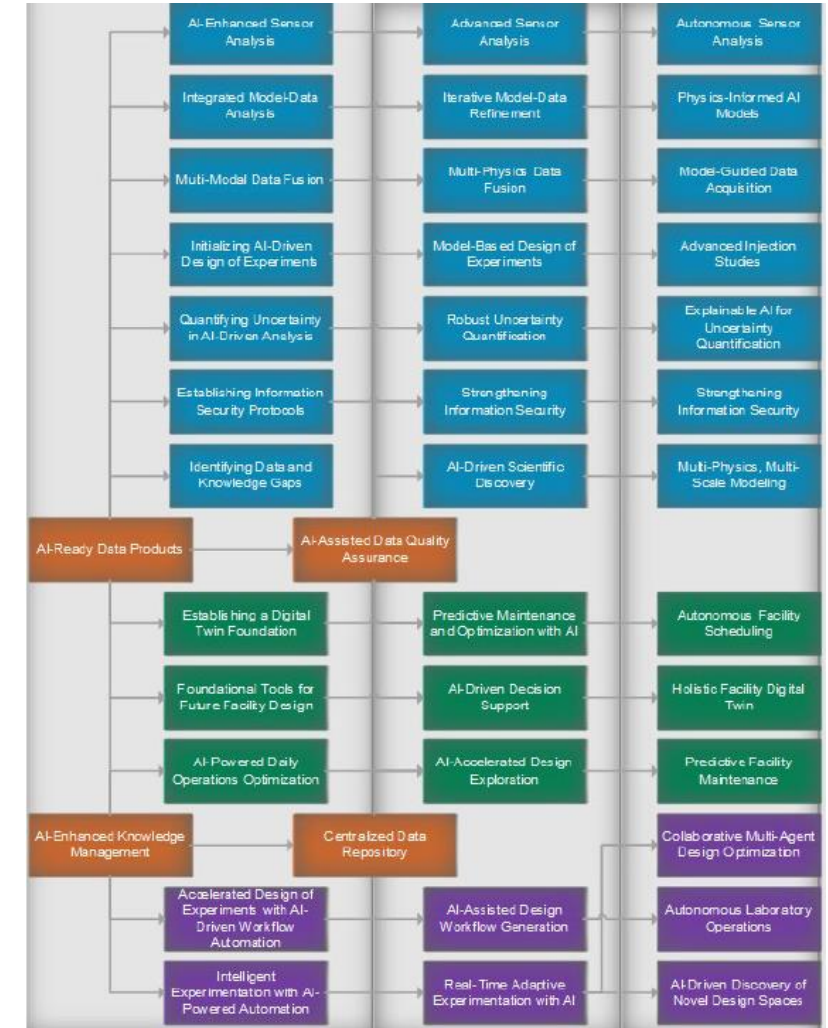 AI-Enhanced Sensor
Analysis
Advanced Sensor
Analysis
Autonomous Sensor
Analysis
Integrated Model-Data
Analysis
Iterative Model-Data
Refinement
Physics-Informed AI
Models
Muti-Modal Data Fusion
Multi-Physics Data
Fusion
Model-Guided Data
Acquisition
Initializing AI-Driven
Design of Experiments
Model-Based Design of
Experiments
Advanced Injection
Studies
Quantifying Uncertainty
in AI-Driven Analysis
Robust Uncertainty
Quantification
Explainable AI for
Uncertainty
Quantification
Establishing Information
Security Protocols
Strengthening
Information Security
Strengthening
Information Security
Identifying Data and
Knowledge Gaps
AI-Driven Scientific
Discovery
Multi-Physics, Multi-
Scale Modeling
AI-Ready Data Products
AI-Assisted Data Quality
Assurance
Establishing a Digital
Twin Foundation
Predictive Maintenance
and Optimization with AI
Autonomous Facility
Scheduling
Foundational Tools for
Future Facility Design
AI-Driven Decision
Support
Holistic Facility Digital
Twin
AI-Powered Daily
Operations Optimization
AI-Accelerated Design
Exploration
Predictive Facility
Maintenance
AI-Enhanced Knowledge
Management
Centralized Data
Repository
Collaborative Multi-Agent
Design Optimization
Accelerated Design of
Experiments with AI-
Driven Workflow
Automation
AI-Assisted Design
Workflow Generation
Autonomous Laboratory
Operations
Intelligent
Experimentation with AI-
Powered Automation
Real-Time Adaptive
Experimentation with AI
AI-Driven Discovery of
Novel Design Spaces